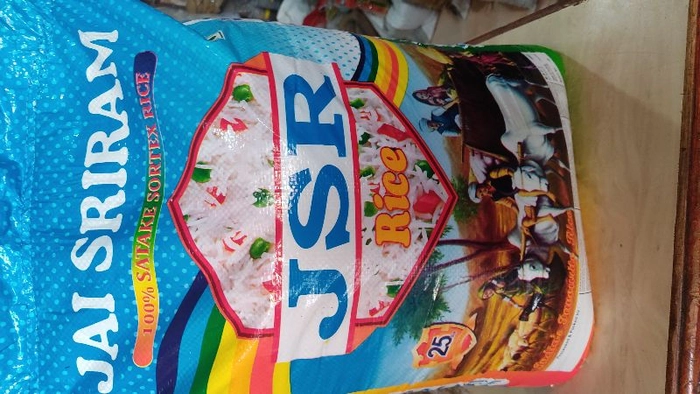 JAI SRIRAM
100% SATAKE SORTEX RICE
JSR
Rice
25